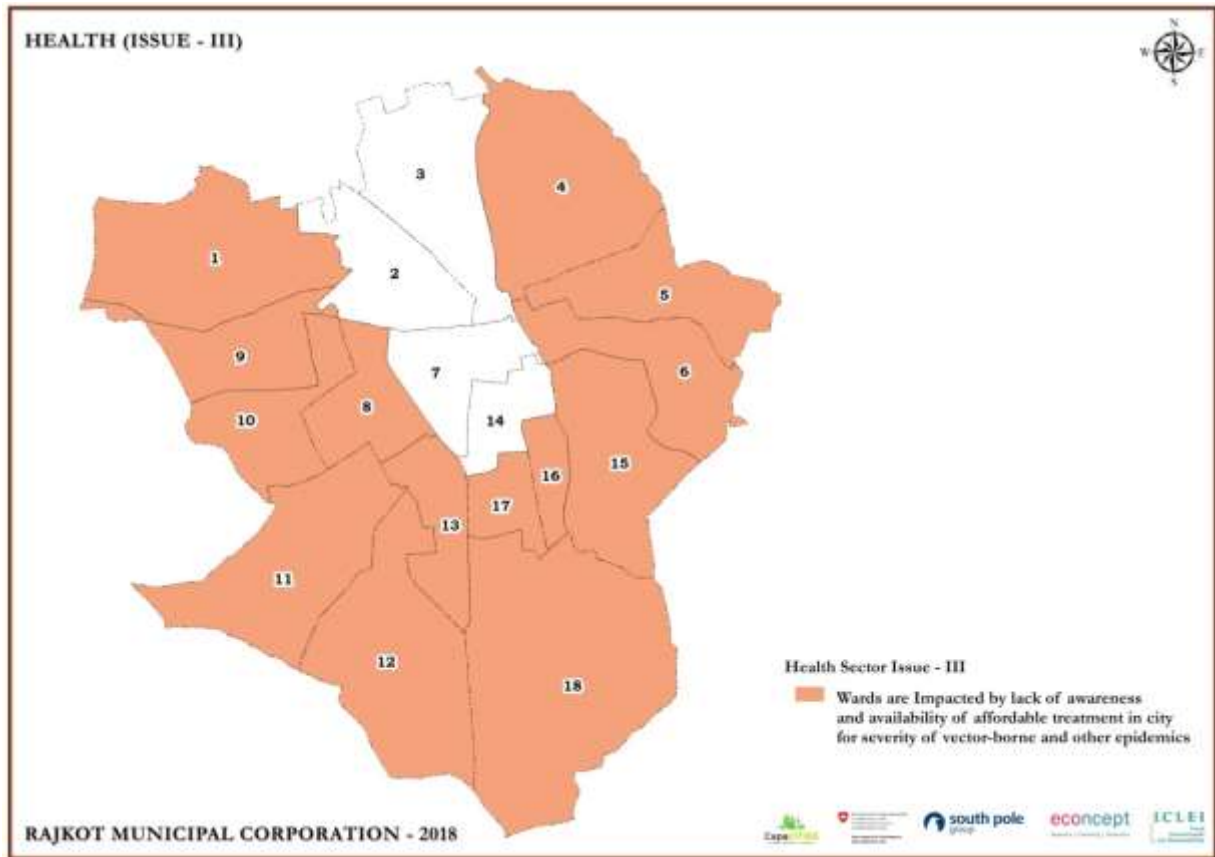 HEALTH (ISSUE - III)
N
W E
S
3
4
1
2
5
9
7
6
10
8
14
15
16
17
13
11
12
18
Health Sector Issue - III
Wards are Impacted by lack of awareness
and availability of affordable treatment in city
for severity of vector-borne and other epidemics
RAJKOT MUNICIPAL CORPORATION - 2018
south pole
group
econcept
ICLEI